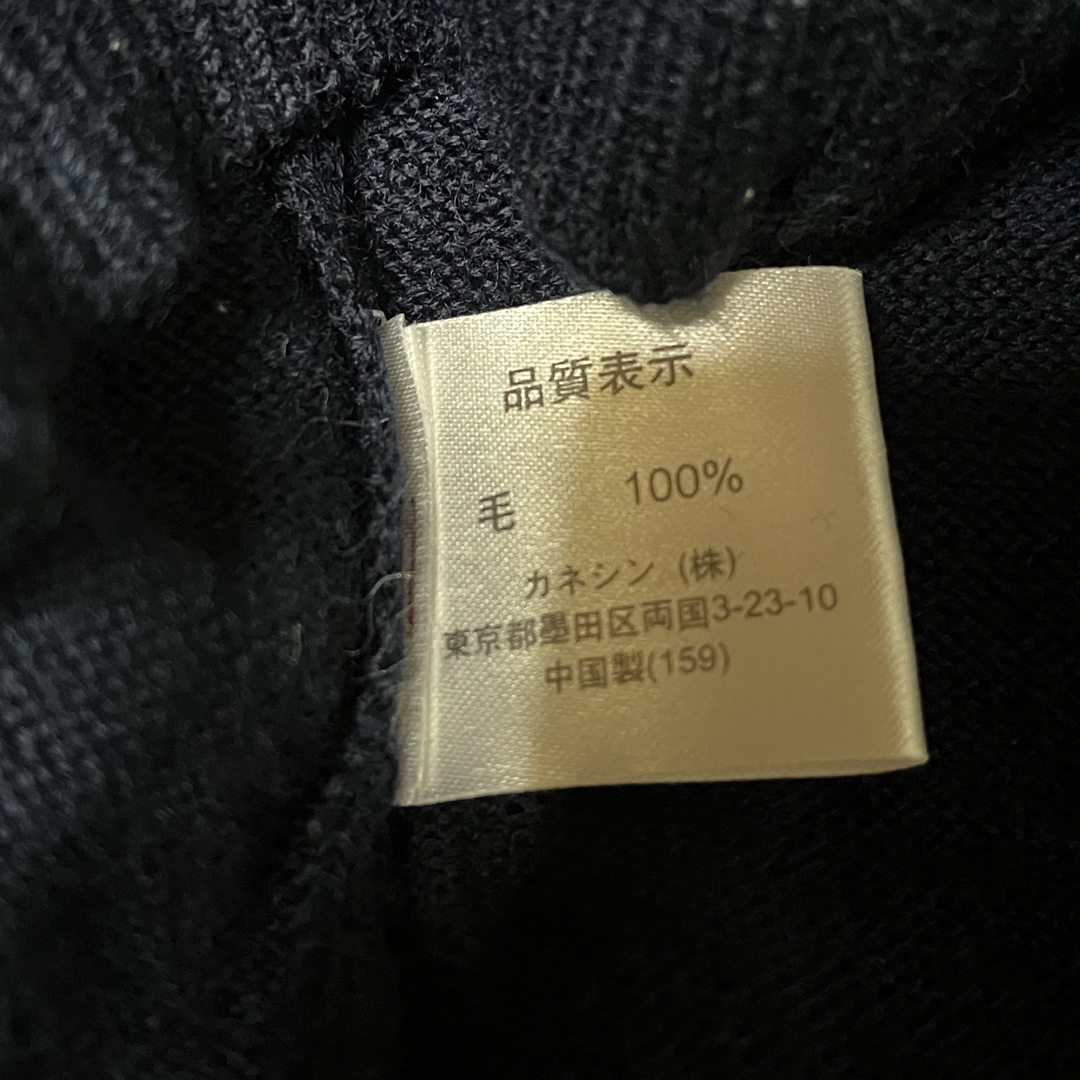 品質表示
毛 100%
カネシン (株)
東京都墨田区両国3-23-10
中国製(159)